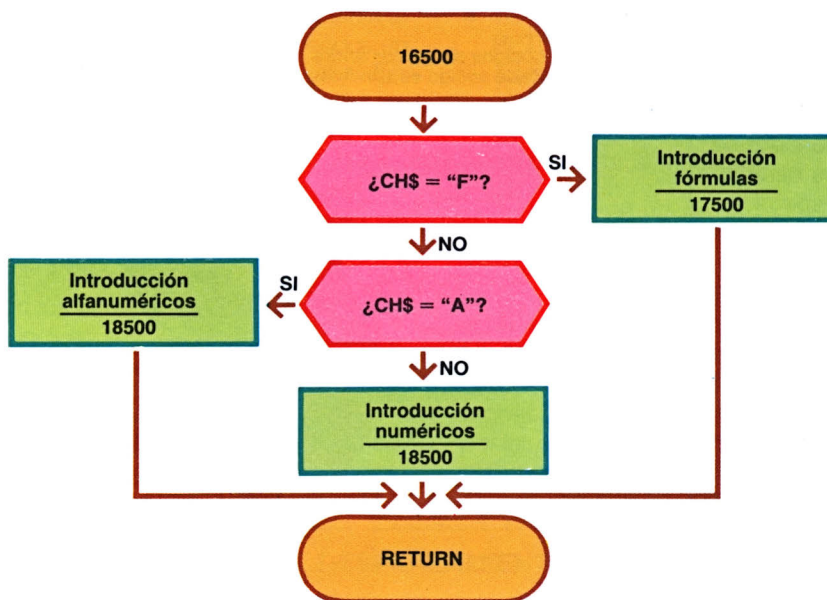 16500
¿CH$ = “F”?
SI
Introducción
fórmulas
17500
NO
Introducción
alfanuméricos
18500
SI
¿CH$ = “A”?
NO
Introducción
numéricos
18500
RETURN